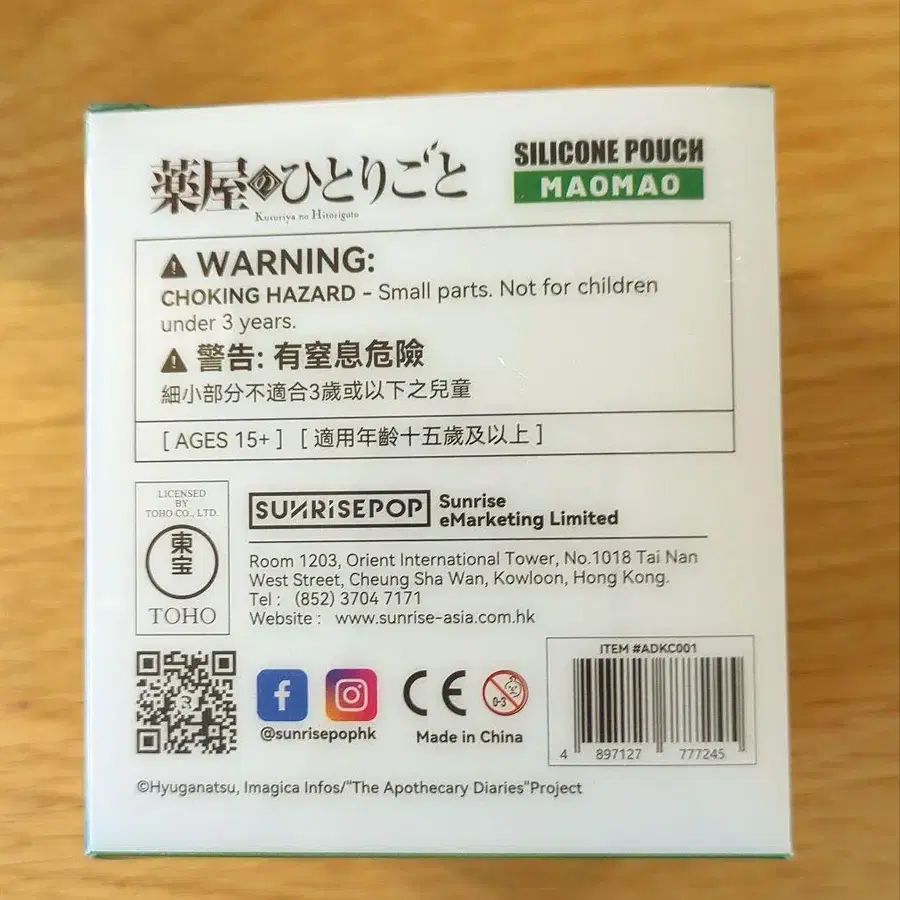 薬屋のひとりごと
Kusuriya no Hitorigoto
SILICONE POUCH
MAOMAO
WARNING:
CHOKING HAZARD - Small parts. Not for children
under 3 years.
警告: 有窒息危險
細小部分不適合3歲或以下之兒童
[ AGES 15+ ] [ 適用年齡十五歲及以上 ]
LICENSED
BY
TOHO CO., LTD.
東宝
TOHO
SUNRISEPOP
Sunrise
eMarketing Limited
Room 1203, Orient International Tower, No.1018 Tai Nan
West Street, Cheung Sha Wan, Kowloon, Hong Kong.
Tel : (852) 3704 7171
Website : www.sunrise-asia.com.hk
R
f
@sunrisepophk
CE
0-3
Made in China
ITEM #ADKC001
4 897127 777245
©Hyuganatsu, Imagica Infos/"The Apothecary Diaries"Project